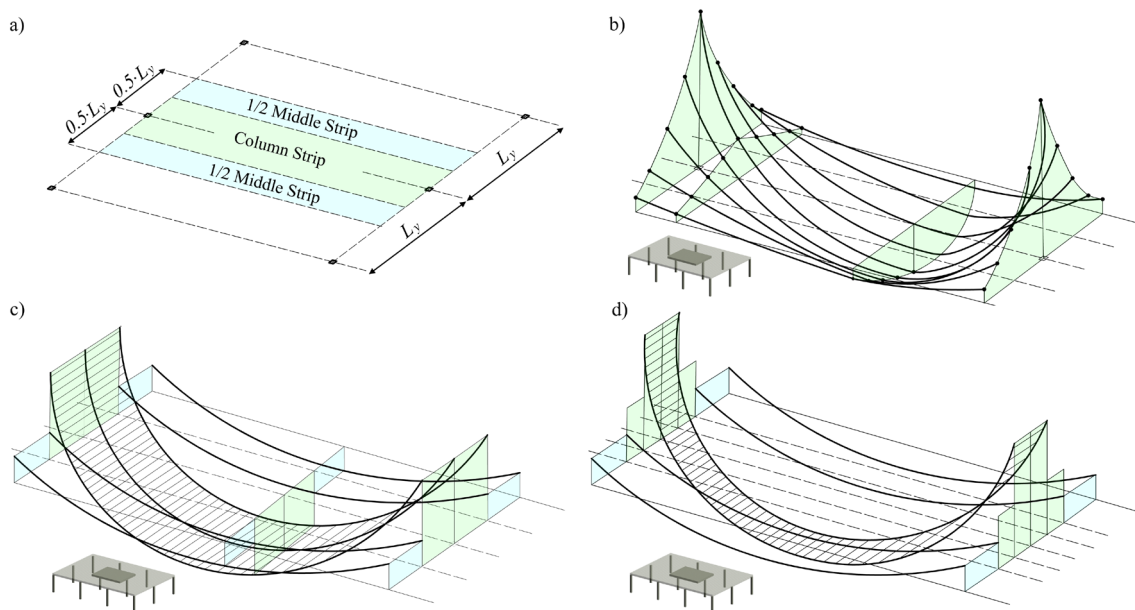 a)
0.5·Ly
0.5·Ly
1/2 Middle Strip
Column Strip
1/2 Middle Strip
Ly
Ly
b)
c)
d)